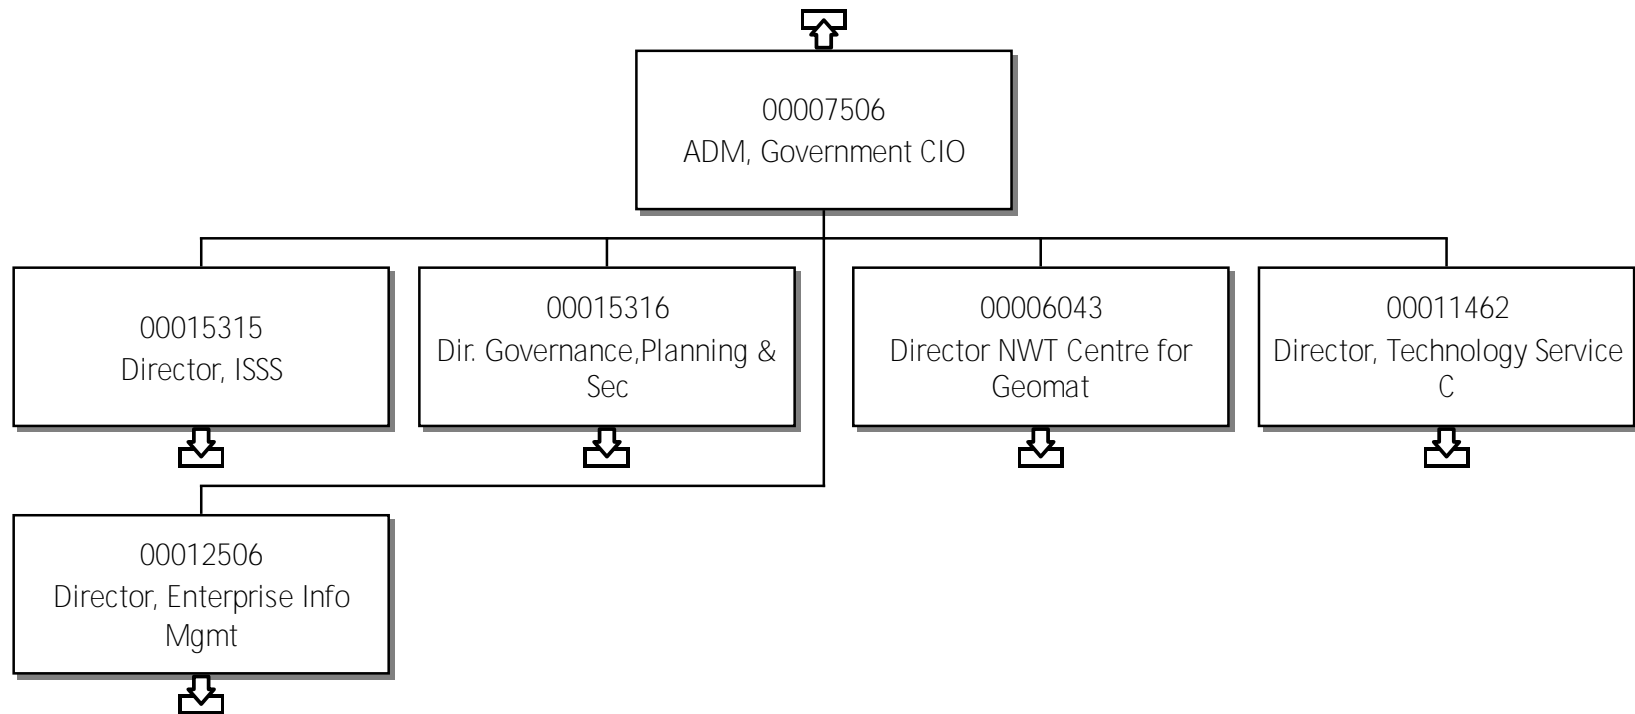 00007506
ADM, Government CIO
00015315
Director, ISSS
00015316
Dir. Governance,Planning &
Sec
00006043
Director NWT Centre for
Geomat
00011462
Director, Technology Service
C
00012506
Director, Enterprise Info
Mgmt